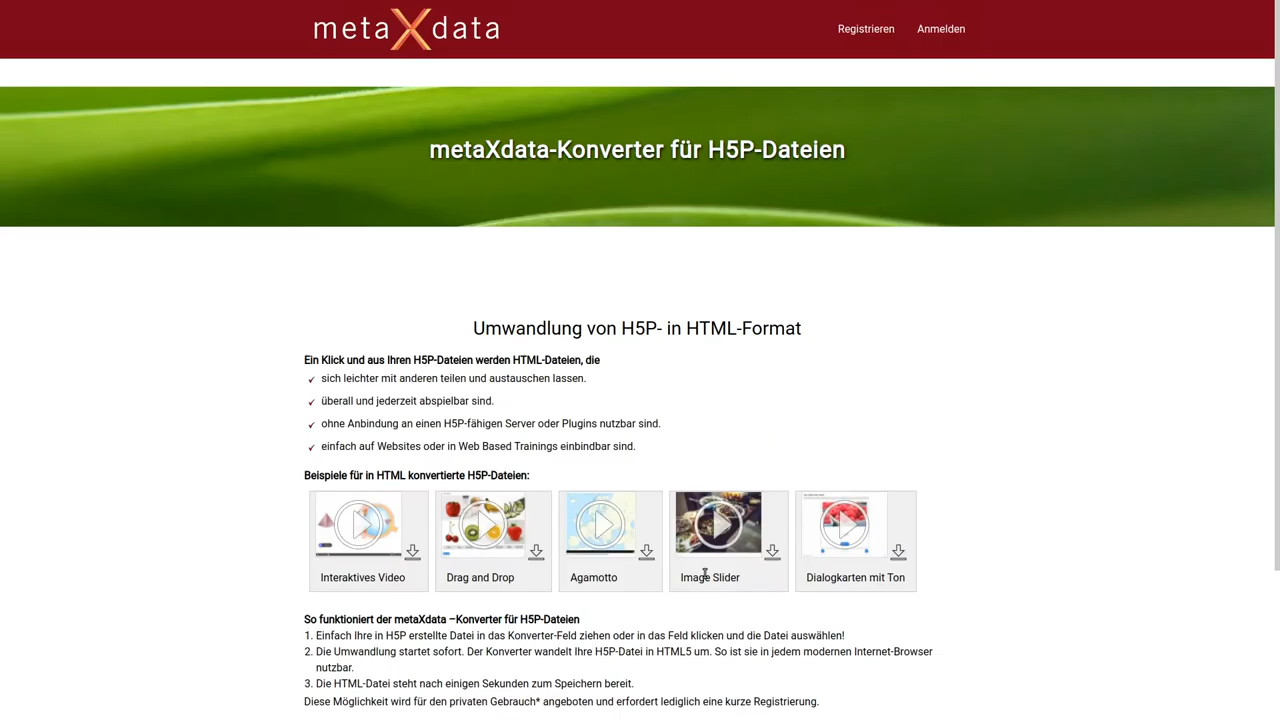 metaXdata
Registrieren
Anmelden
metaXdata-Konverter für H5P-Dateien
Umwandlung von H5P- in HTML-Format
Ein Klick und aus Ihren H5P-Dateien werden HTML-Dateien, die
sich leichter mit anderen teilen und austauschen lassen.
überall und jederzeit abspielbar sind.
ohne Anbindung an einen H5P-fähigen Server oder Plugins nutzbar sind.
einfach auf Websites oder in Web Based Trainings einbindbar sind.
Beispiele für in HTML konvertierte H5P-Dateien:
Interaktives Video
Drag and Drop
Agamotto
Image Slider
Dialogkarten mit Ton
So funktioniert der metaXdata –Konverter für H5P-Dateien
1. Einfach Ihre in H5P erstellte Datei in das Konverter-Feld ziehen oder in das Feld klicken und die Datei auswählen!
2. Die Umwandlung startet sofort. Der Konverter wandelt Ihre H5P-Datei in HTML5 um. So ist sie in jedem modernen Internet-Browser
nutzbar.
3. Die HTML-Datei steht nach einigen Sekunden zum Speichern bereit.
Diese Möglichkeit wird für den privaten Gebrauch* angeboten und erfordert lediglich eine kurze Registrierung.